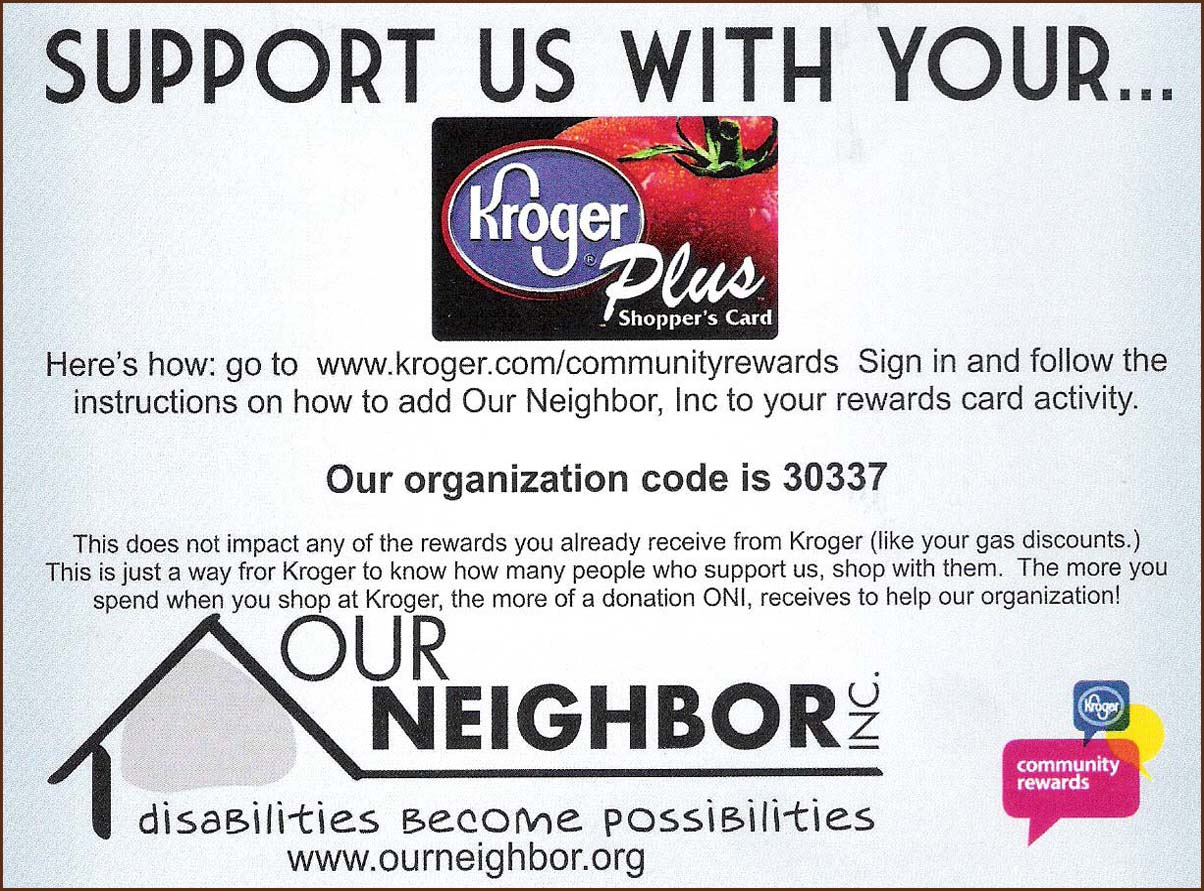 SUPPORT US WITH YOUR...
Kroger
®
Plus
™
Shopper's Card
Here's how: go to www.kroger.com/communityrewards Sign in and follow the
instructions on how to add Our Neighbor, Inc to your rewards card activity.
Our organization code is 30337
This does not impact any of the rewards you already receive from Kroger (like your gas discounts.)
This is just a way fror Kroger to know how many people who support us, shop with them. The more you
spend when you shop at Kroger, the more of a donation ONI, receives to help our organization!
OUR
NEIGHBOR INC.
disaBilities Become possiBilities
www.ourneighbor.org
Kroger
community
rewards